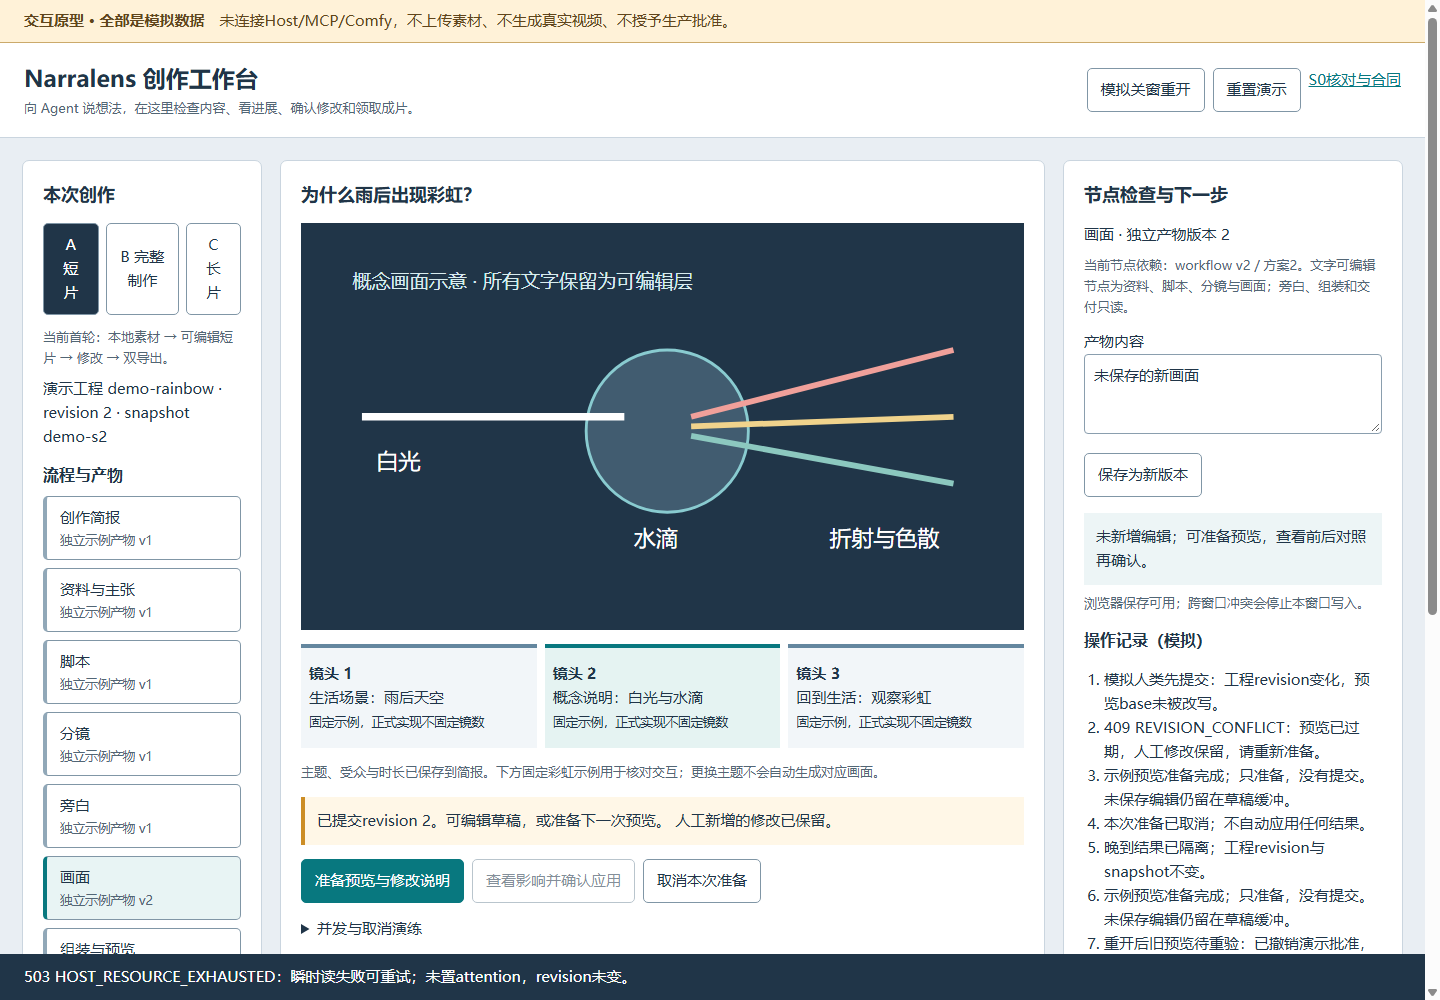 交互原型 • 全部是模拟数据 未连接Host/MCP/Comfy，不上传素材、不生成真实视频、不授予生产批准。
Narralens 创作工作台
向 Agent 说想法，在这里检查内容、看进展、确认修改和领取成片。
模拟关窗重开
重置演示
S0核对与合同
本次创作
A
短
片
B 完整
制作
C
长
片
当前首轮：本地素材 → 可编辑短
片 → 修改 → 双导出。
演示工程 demo-rainbow ·
revision 2 · snapshot
demo-s2
流程与产物
创作简报
独立示例产物 v1
资料与主张
独立示例产物 v1
脚本
独立示例产物 v1
分镜
独立示例产物 v1
旁白
独立示例产物 v1
画面
独立示例产物 v2
组装与预览
为什么雨后出现彩虹？
概念画面示意 · 所有文字保留为可编辑层
白光
水滴
折射与色散
镜头 1
生活场景：雨后天空
固定示例，正式实现不固定镜数
镜头 2
概念说明：白光与水滴
固定示例，正式实现不固定镜数
镜头 3
回到生活：观察彩虹
固定示例，正式实现不固定镜数
主题、受众与时长已保存到简报。下方固定彩虹示例用于核对交互；更换主题不会自动生成对应画面。
已提交revision 2。可编辑草稿，或准备下一次预览。 人工新增的修改已保留。
准备预览与修改说明
查看影响并确认应用
取消本次准备
▶ 并发与取消演练
节点检查与下一步
画面 · 独立产物版本 2
当前节点依赖：workflow v2 / 方案2。文字可编辑
节点为资料、脚本、分镜与画面；旁白、组装和交
付只读。
产物内容
未保存的新画面
保存为新版本
未新增编辑；可准备预览，查看前后对照
再确认。
浏览器保存可用；跨窗口冲突会停止本窗口写入。
操作记录（模拟）
1. 模拟人类先提交：工程revision变化，预
览base未被改写。
2. 409 REVISION_CONFLICT：预览已过
期，人工修改保留，请重新准备。
3. 示例预览准备完成；只准备，没有提交。
未保存编辑仍留在草稿缓冲。
4. 本次准备已取消；不自动应用任何结果。
5. 晚到结果已隔离；工程revision与
snapshot不变。
6. 示例预览准备完成；只准备，没有提交。
未保存编辑仍留在草稿缓冲。
7. 重开后旧预览待重验：已撤销演示批准，
503 HOST_RESOURCE_EXHAUSTED：瞬时读失败可重试；未置attention，revision未变。